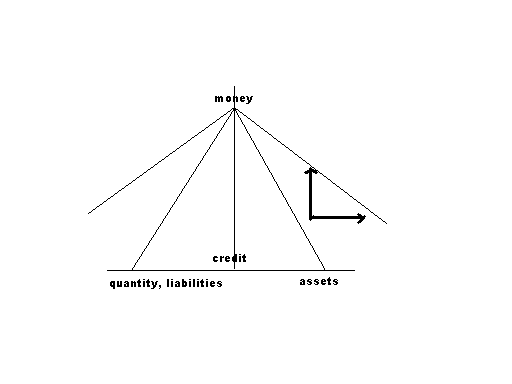 money
credit
quantity, liabilities
assets